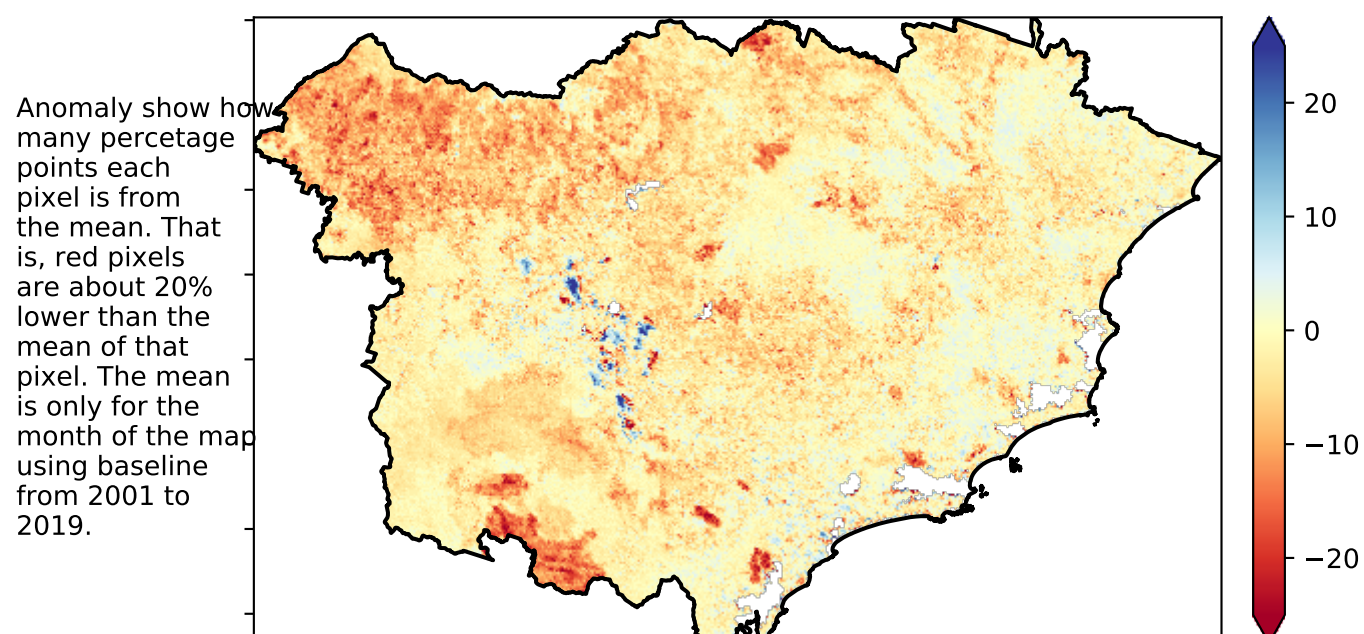 Anomaly show how
many percetage
points each
pixel is from
the mean. That
is, red pixels
are about 20%
lower than the
mean of that
pixel. The mean
is only for the
month of the map
using baseline
from 2001 to
2019.
20
10
0
−10
−20